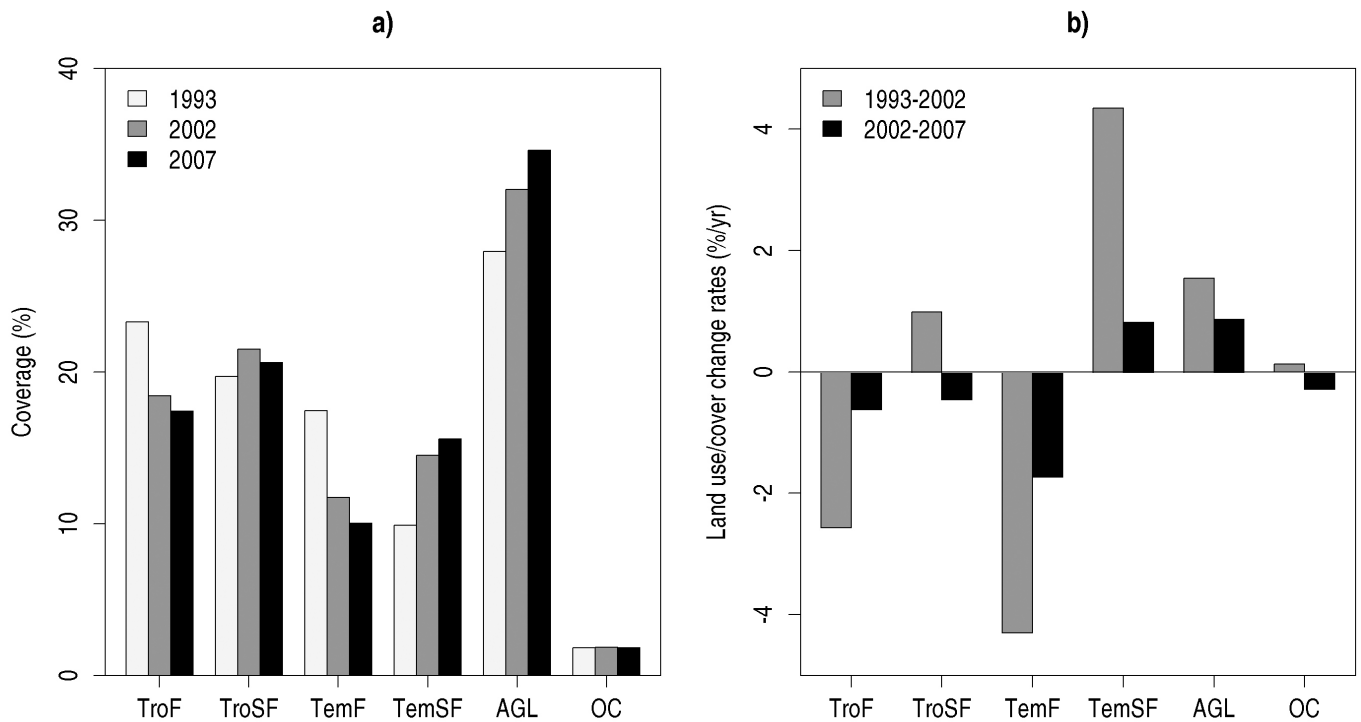 a)
40
30
20
10
0
Coverage (%)
1993
2002
2007
TroF TroSF TemF TemSF AGL OC
b)
4
2
0
-2
-4
Land use/cover change rates (%/yr)
1993-2002
2002-2007
TroF TroSF TemF TemSF AGL OC